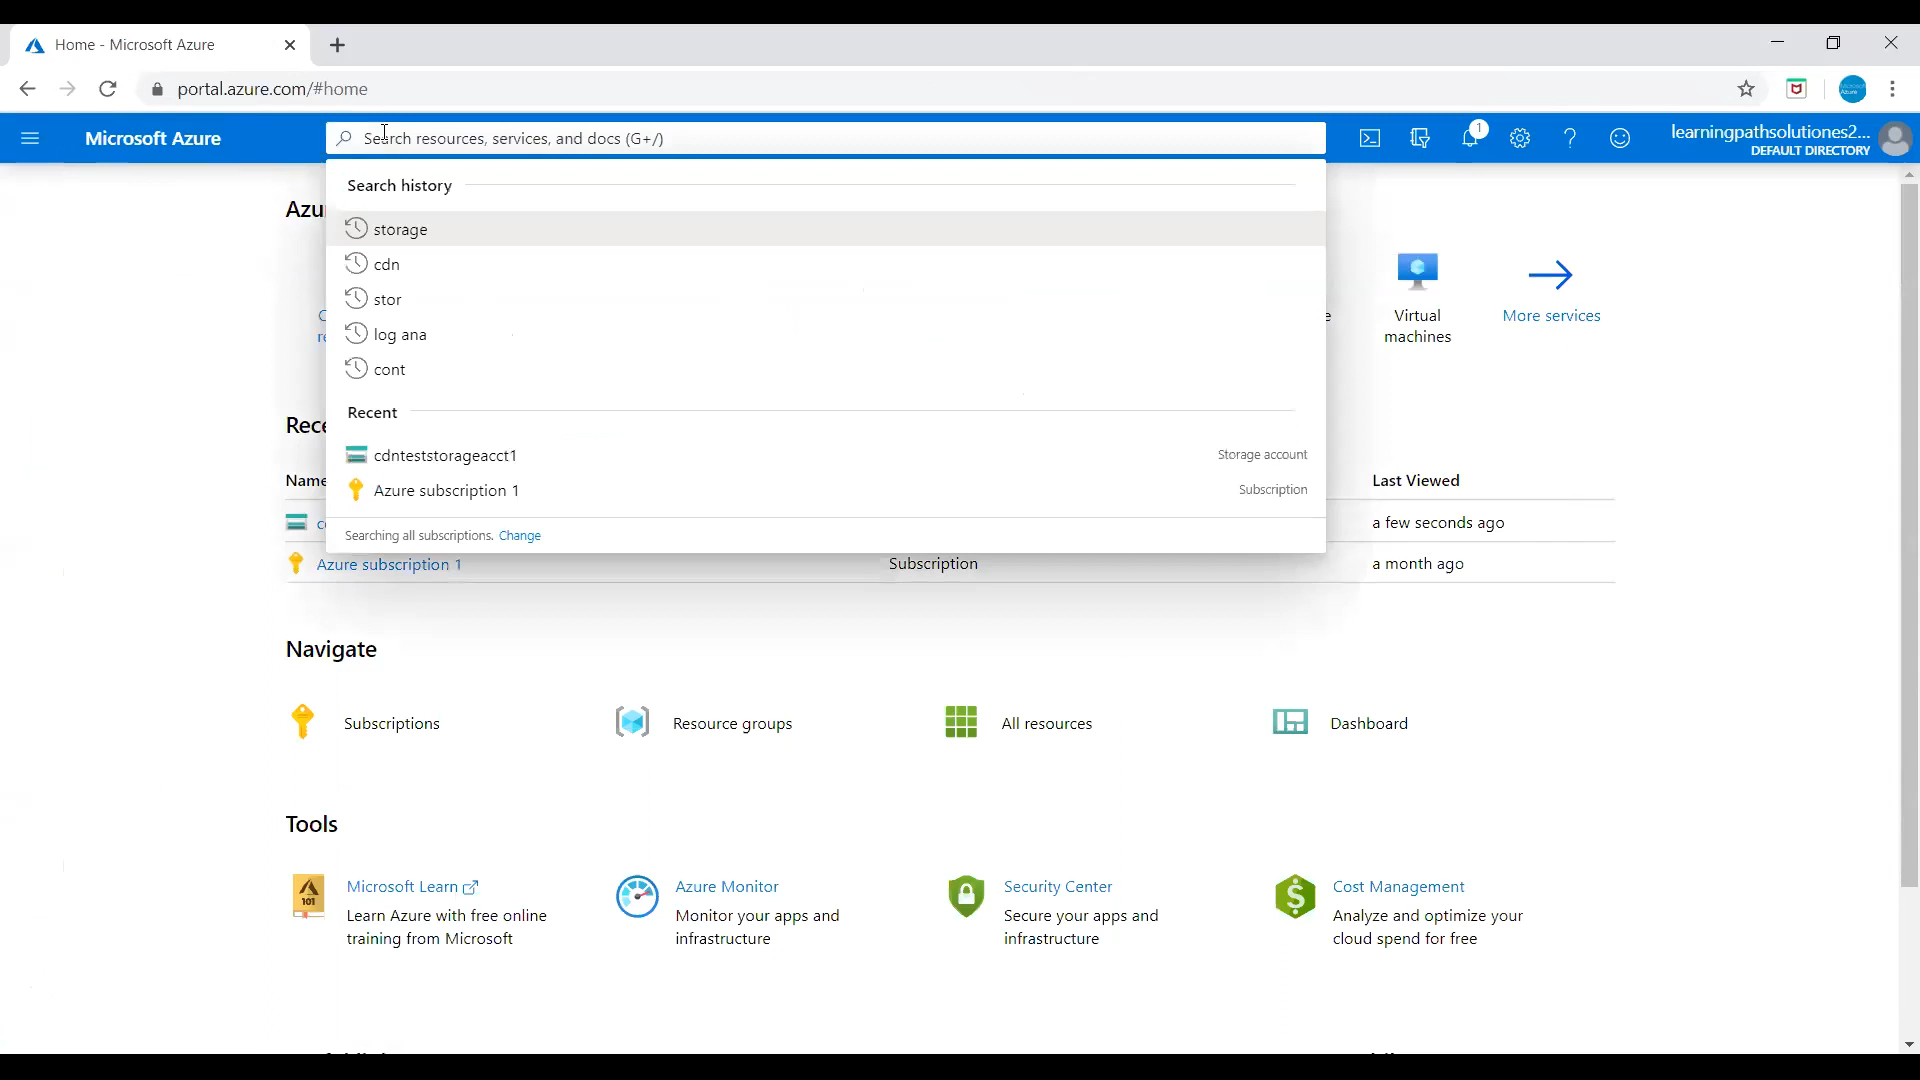 Home - Microsoft Azure
portal.azure.com/#home
Microsoft Azure
Search resources, services, and docs (G+/)
1
learningpathsolutiones2...
DEFAULT DIRECTORY
Search history
storage
cdn
stor
log ana
cont
Recent
cdnteststorageacct1 Storage account
Azure subscription 1 Subscription
Searching all subscriptions. Change
Azu
Virtual
machines
More services
Rece
Name Last Viewed
a few seconds ago
Azure subscription 1 Subscription a month ago
Navigate
Subscriptions Resource groups All resources Dashboard
Tools
101
Microsoft Learn
Learn Azure with free online
training from Microsoft
Azure Monitor
Monitor your apps and
infrastructure
Security Center
Secure your apps and
infrastructure
Cost Management
Analyze and optimize your
cloud spend for free